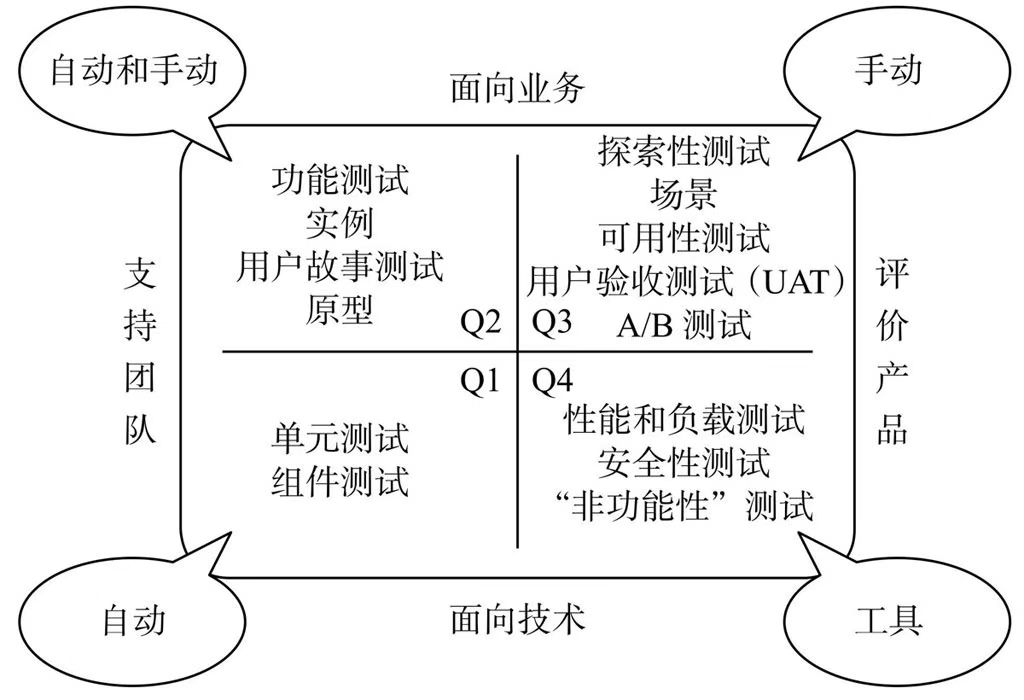 自动和手动
面向业务
手动
功能测试
实例
用户故事测试
原型
Q2
探索性测试
场景
可用性测试
用户验收测试（UAT）
Q3
A/B 测试
支持团队
评价产品
Q1
单元测试
组件测试
Q4
性能和负载测试
安全性测试
“非功能性”测试
自动
面向技术
工具